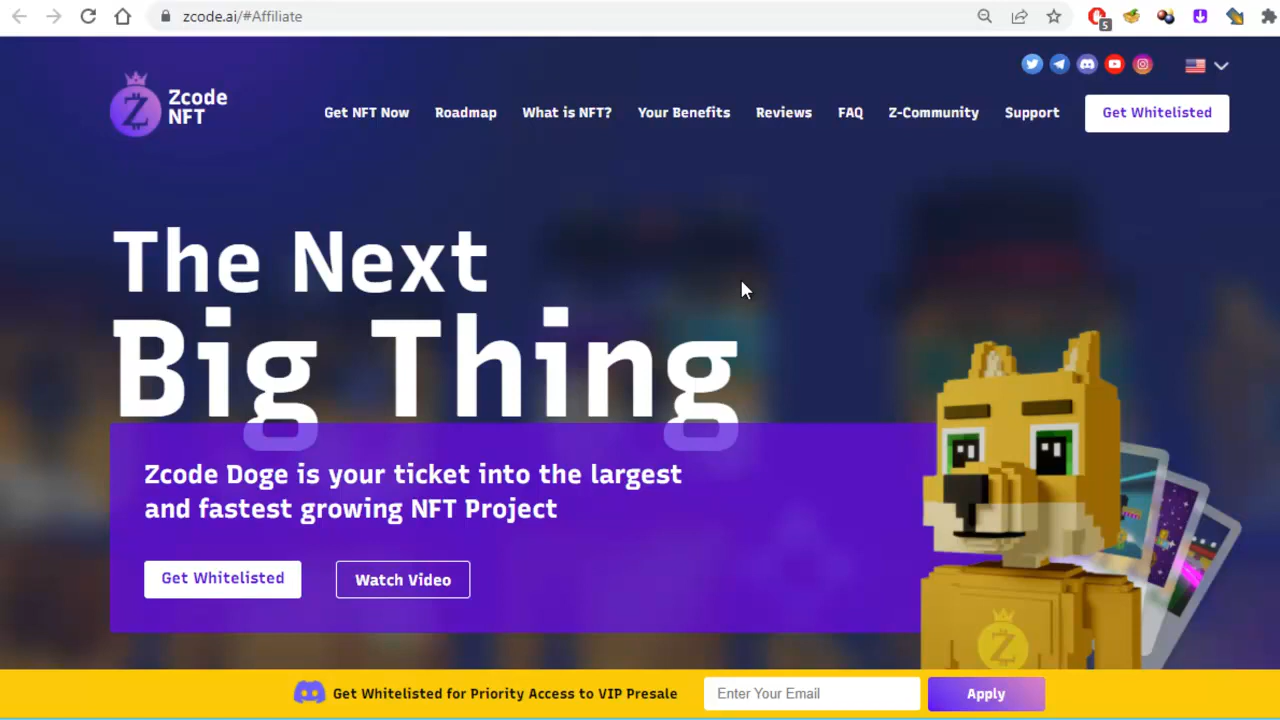 zcode.ai/#Affiliate
5
Zcode
NFT
Get NFT Now
Roadmap
What is NFT?
Your Benefits
Reviews
FAQ
Z-Community
Support
Get Whitelisted
The Next
Big Thing
Zcode Doge is your ticket into the largest
and fastest growing NFT Project
Get Whitelisted
Watch Video
Get Whitelisted for Priority Access to VIP Presale
Enter Your Email
Apply